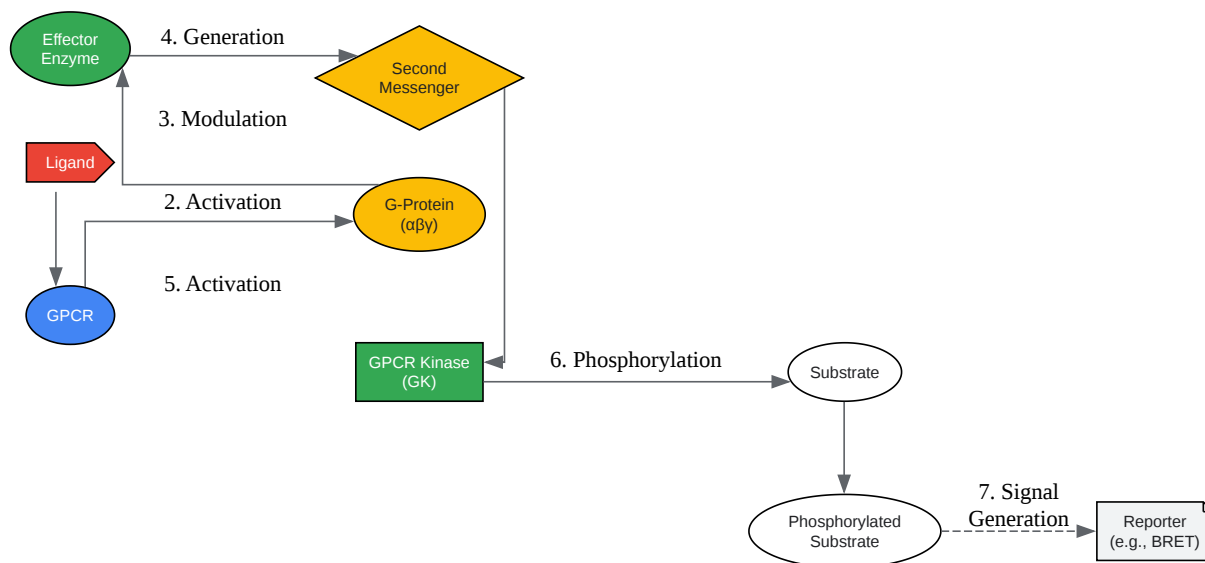 Effector
Enzyme
4. Generation
Second
Messenger
3. Modulation
Ligand
2. Activation
G-Protein
(αβγ)
5. Activation
GPCR
GPCR Kinase
(GK)
6. Phosphorylation
Substrate
Phosphorylated
Substrate
7. Signal
Generation
Reporter
(e.g., BRET)